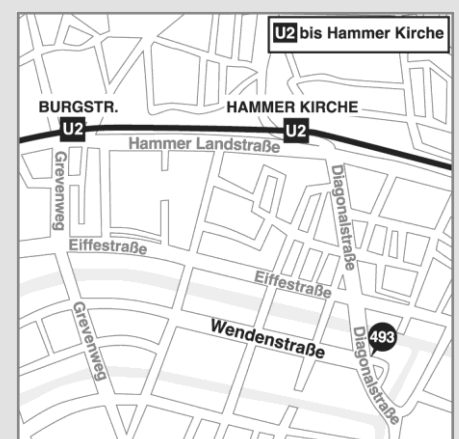 U2 bis Hammer Kirche
BURGSTR.
HAMMER KIRCHE
U2
U2
Hammer Landstraße
Grevenweg
Diagonalstraße
Eiffestraße
Eiffestraße
Wendenstraße
493
Grevenweg
Diagonalstraße